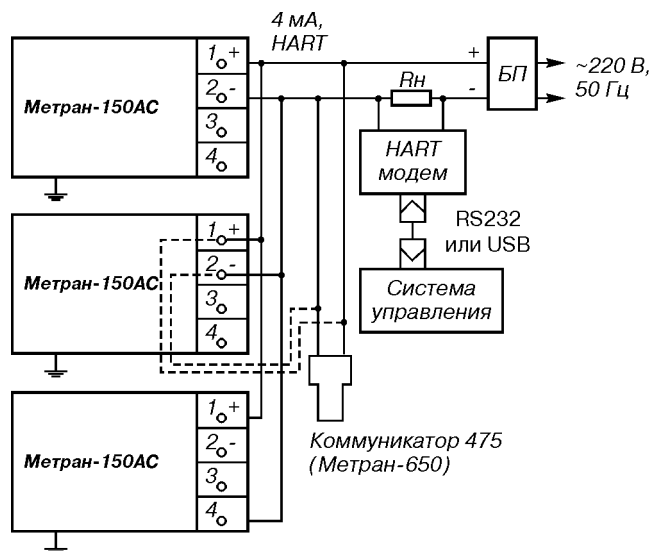 4 мА,
HART
Метран-150АС
1 +
2 -
3
4
+
-
Rн
БП
~220 В,
50 Гц
HART
модем
RS232
или USB
Система
управления
Метран-150АС
1 +
2 -
3
4
Метран-150АС
1 +
2 -
3
4
Коммуникатор 475
(Метран-650)